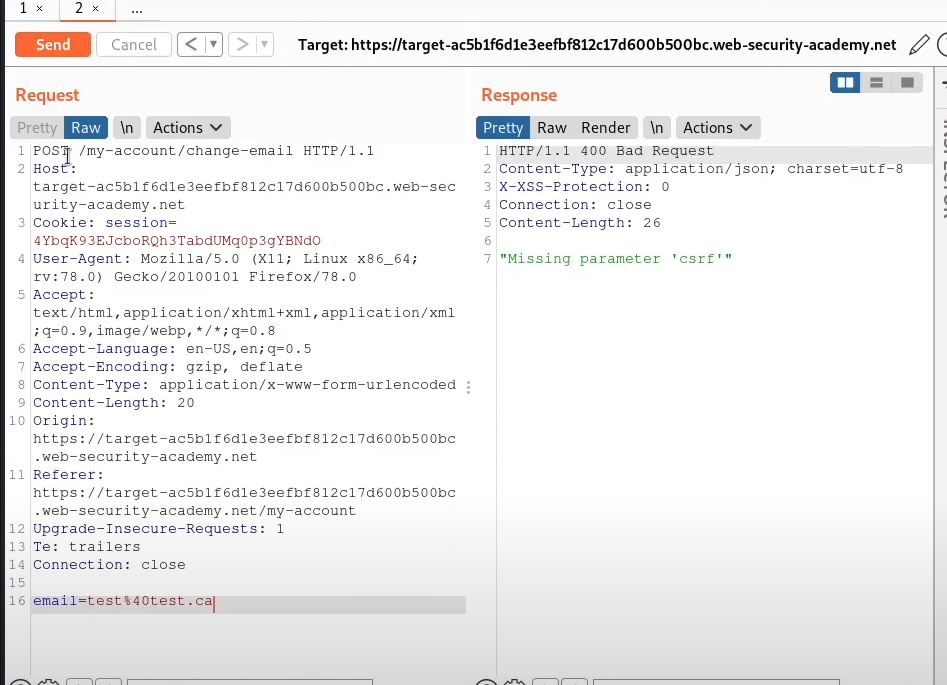 1 × 2 × ...
Send Cancel < > Target: https://target-ac5b1f6d1e3eefbf812c17d600b500bc.web-security-academy.net
Request
Pretty Raw \n Actions
1 POST /my-account/change-email HTTP/1.1
2 Host:
target-ac5b1f6d1e3eefbf812c17d600b500bc.web-sec
urity-academy.net
3 Cookie: session=
4YbqK93EJcboRQh3TabdUMq0p3gYBNdO
4 User-Agent: Mozilla/5.0 (X11; Linux x86_64;
rv:78.0) Gecko/20100101 Firefox/78.0
5 Accept:
text/html,application/xhtml+xml,application/xml
;q=0.9,image/webp,*/*;q=0.8
6 Accept-Language: en-US,en;q=0.5
7 Accept-Encoding: gzip, deflate
8 Content-Type: application/x-www-form-urlencoded
9 Content-Length: 20
10 Origin:
https://target-ac5b1f6d1e3eefbf812c17d600b500bc
.web-security-academy.net
11 Referer:
https://target-ac5b1f6d1e3eefbf812c17d600b500bc
.web-security-academy.net/my-account
12 Upgrade-Insecure-Requests: 1
13 Te: trailers
14 Connection: close
15
16 email=test%40test.ca
Response
Pretty Raw Render \n Actions
1 HTTP/1.1 400 Bad Request
2 Content-Type: application/json; charset=utf-8
3 X-XSS-Protection: 0
4 Connection: close
5 Content-Length: 26
6
7 "Missing parameter 'csrf'"
INSPECTOR